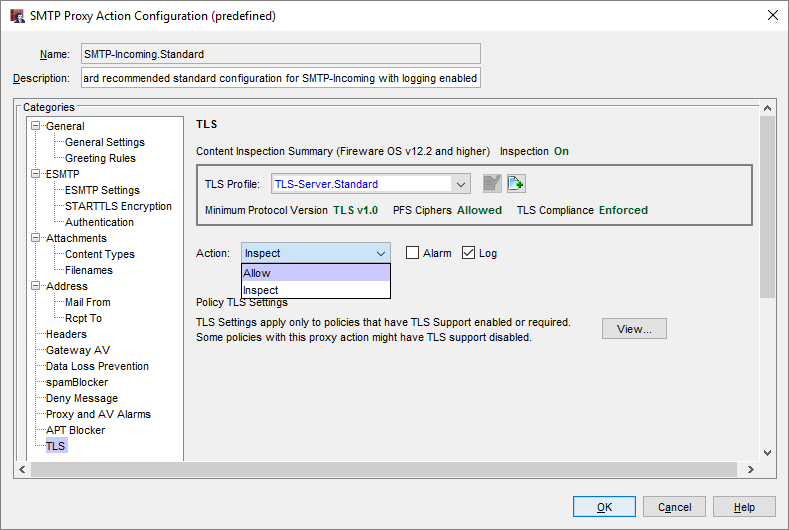 SMTP Proxy Action Configuration (predefined)
Name: SMTP-Incoming.Standard
Description: ard recommended standard configuration for SMTP-Incoming with logging enabled
Categories
General
General Settings
Greeting Rules
ESMTP
ESMTP Settings
STARTTLS Encryption
Authentication
Attachments
Content Types
Filenames
Address
Mail From
Rcpt To
Headers
Gateway AV
Data Loss Prevention
spamBlocker
Deny Message
Proxy and AV Alarms
APT Blocker
TLS
TLS
Content Inspection Summary (Fireware OS v12.2 and higher) Inspection On
TLS Profile: TLS-Server.Standard
Minimum Protocol Version TLS v1.0 PFS Ciphers Allowed TLS Compliance Enforced
Action: Inspect Alarm Log
Allow
Inspect
Policy TLS Settings
TLS Settings apply only to policies that have TLS Support enabled or required.
Some policies with this proxy action might have TLS support disabled.
View...
OK Cancel Help